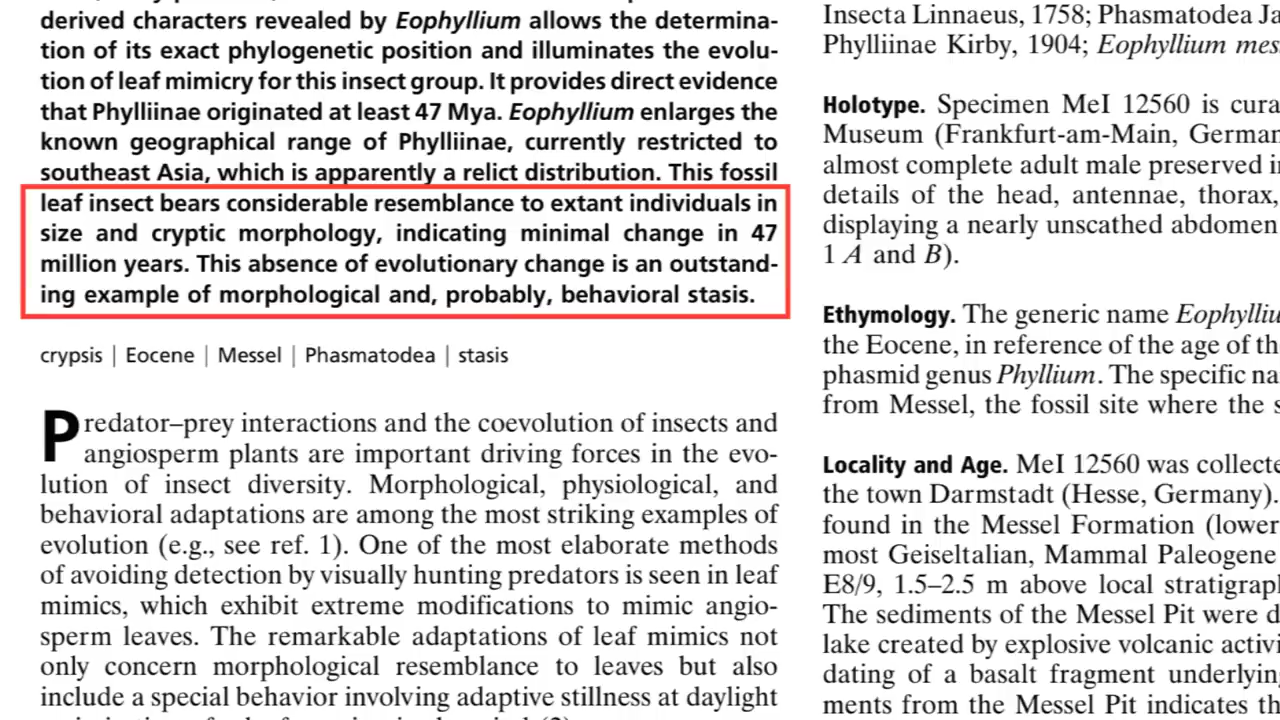 derived characters revealed by Eophyllium allows the determina-
tion of its exact phylogenetic position and illuminates the evolu-
tion of leaf mimicry for this insect group. It provides direct evidence
that Phylliinae originated at least 47 Mya. Eophyllium enlarges the
known geographical range of Phylliinae, currently restricted to
southeast Asia, which is apparently a relict distribution. This fossil
leaf insect bears considerable resemblance to extant individuals in
size and cryptic morphology, indicating minimal change in 47
million years. This absence of evolutionary change is an outstand-
ing example of morphological and, probably, behavioral stasis.
crypsis | Eocene | Messel | Phasmatodea | stasis
Predator–prey interactions and the coevolution of insects and
angiosperm plants are important driving forces in the evo-
lution of insect diversity. Morphological, physiological, and
behavioral adaptations are among the most striking examples of
evolution (e.g., see ref. 1). One of the most elaborate methods
of avoiding detection by visually hunting predators is seen in leaf
mimics, which exhibit extreme modifications to mimic angio-
sperm leaves. The remarkable adaptations of leaf mimics not
only concern morphological resemblance to leaves but also
include a special behavior involving adaptive stillness at daylight
Insecta Linnaeus, 1758; Phasmatodea Ja
Phylliinae Kirby, 1904; Eophyllium mes
Holotype. Specimen MeI 12560 is cura
Museum (Frankfurt-am-Main, German
almost complete adult male preserved i
details of the head, antennae, thorax,
displaying a nearly unscathed abdomen
1 A and B).
Ethymology. The generic name Eophylliu
the Eocene, in reference of the age of th
phasmid genus Phyllium. The specific na
from Messel, the fossil site where the s
Locality and Age. MeI 12560 was collecte
the town Darmstadt (Hesse, Germany).
found in the Messel Formation (lower
most Geiseltalian, Mammal Paleogene
E8/9, 1.5–2.5 m above local stratigrap
The sediments of the Messel Pit were d
lake created by explosive volcanic activi
dating of a basalt fragment underlying
ments from the Messel Pit indicates th